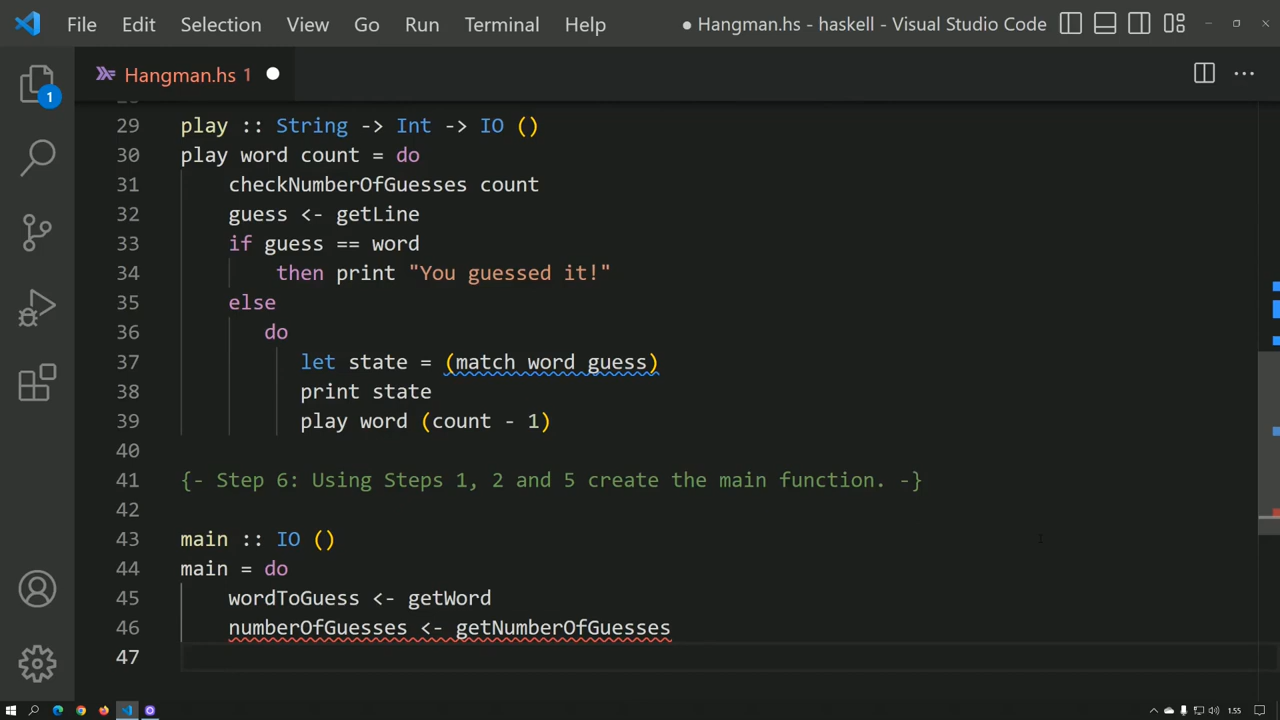 File Edit Selection View Go Run Terminal Help ● Hangman.hs - haskell - Visual Studio Code
Hangman.hs 1
1
29 play :: String -> Int -> IO ()
30 play word count = do
31 checkNumberOfGuesses count
32 guess <- getLine
33 if guess == word
34 then print "You guessed it!"
35 else
36 do
37 let state = (match word guess)
38 print state
39 play word (count - 1)
40
41 {- Step 6: Using Steps 1, 2 and 5 create the main function. -}
42
43 main :: IO ()
44 main = do
45 wordToGuess <- getWord
46 numberOfGuesses <- getNumberOfGuesses
47
1.55